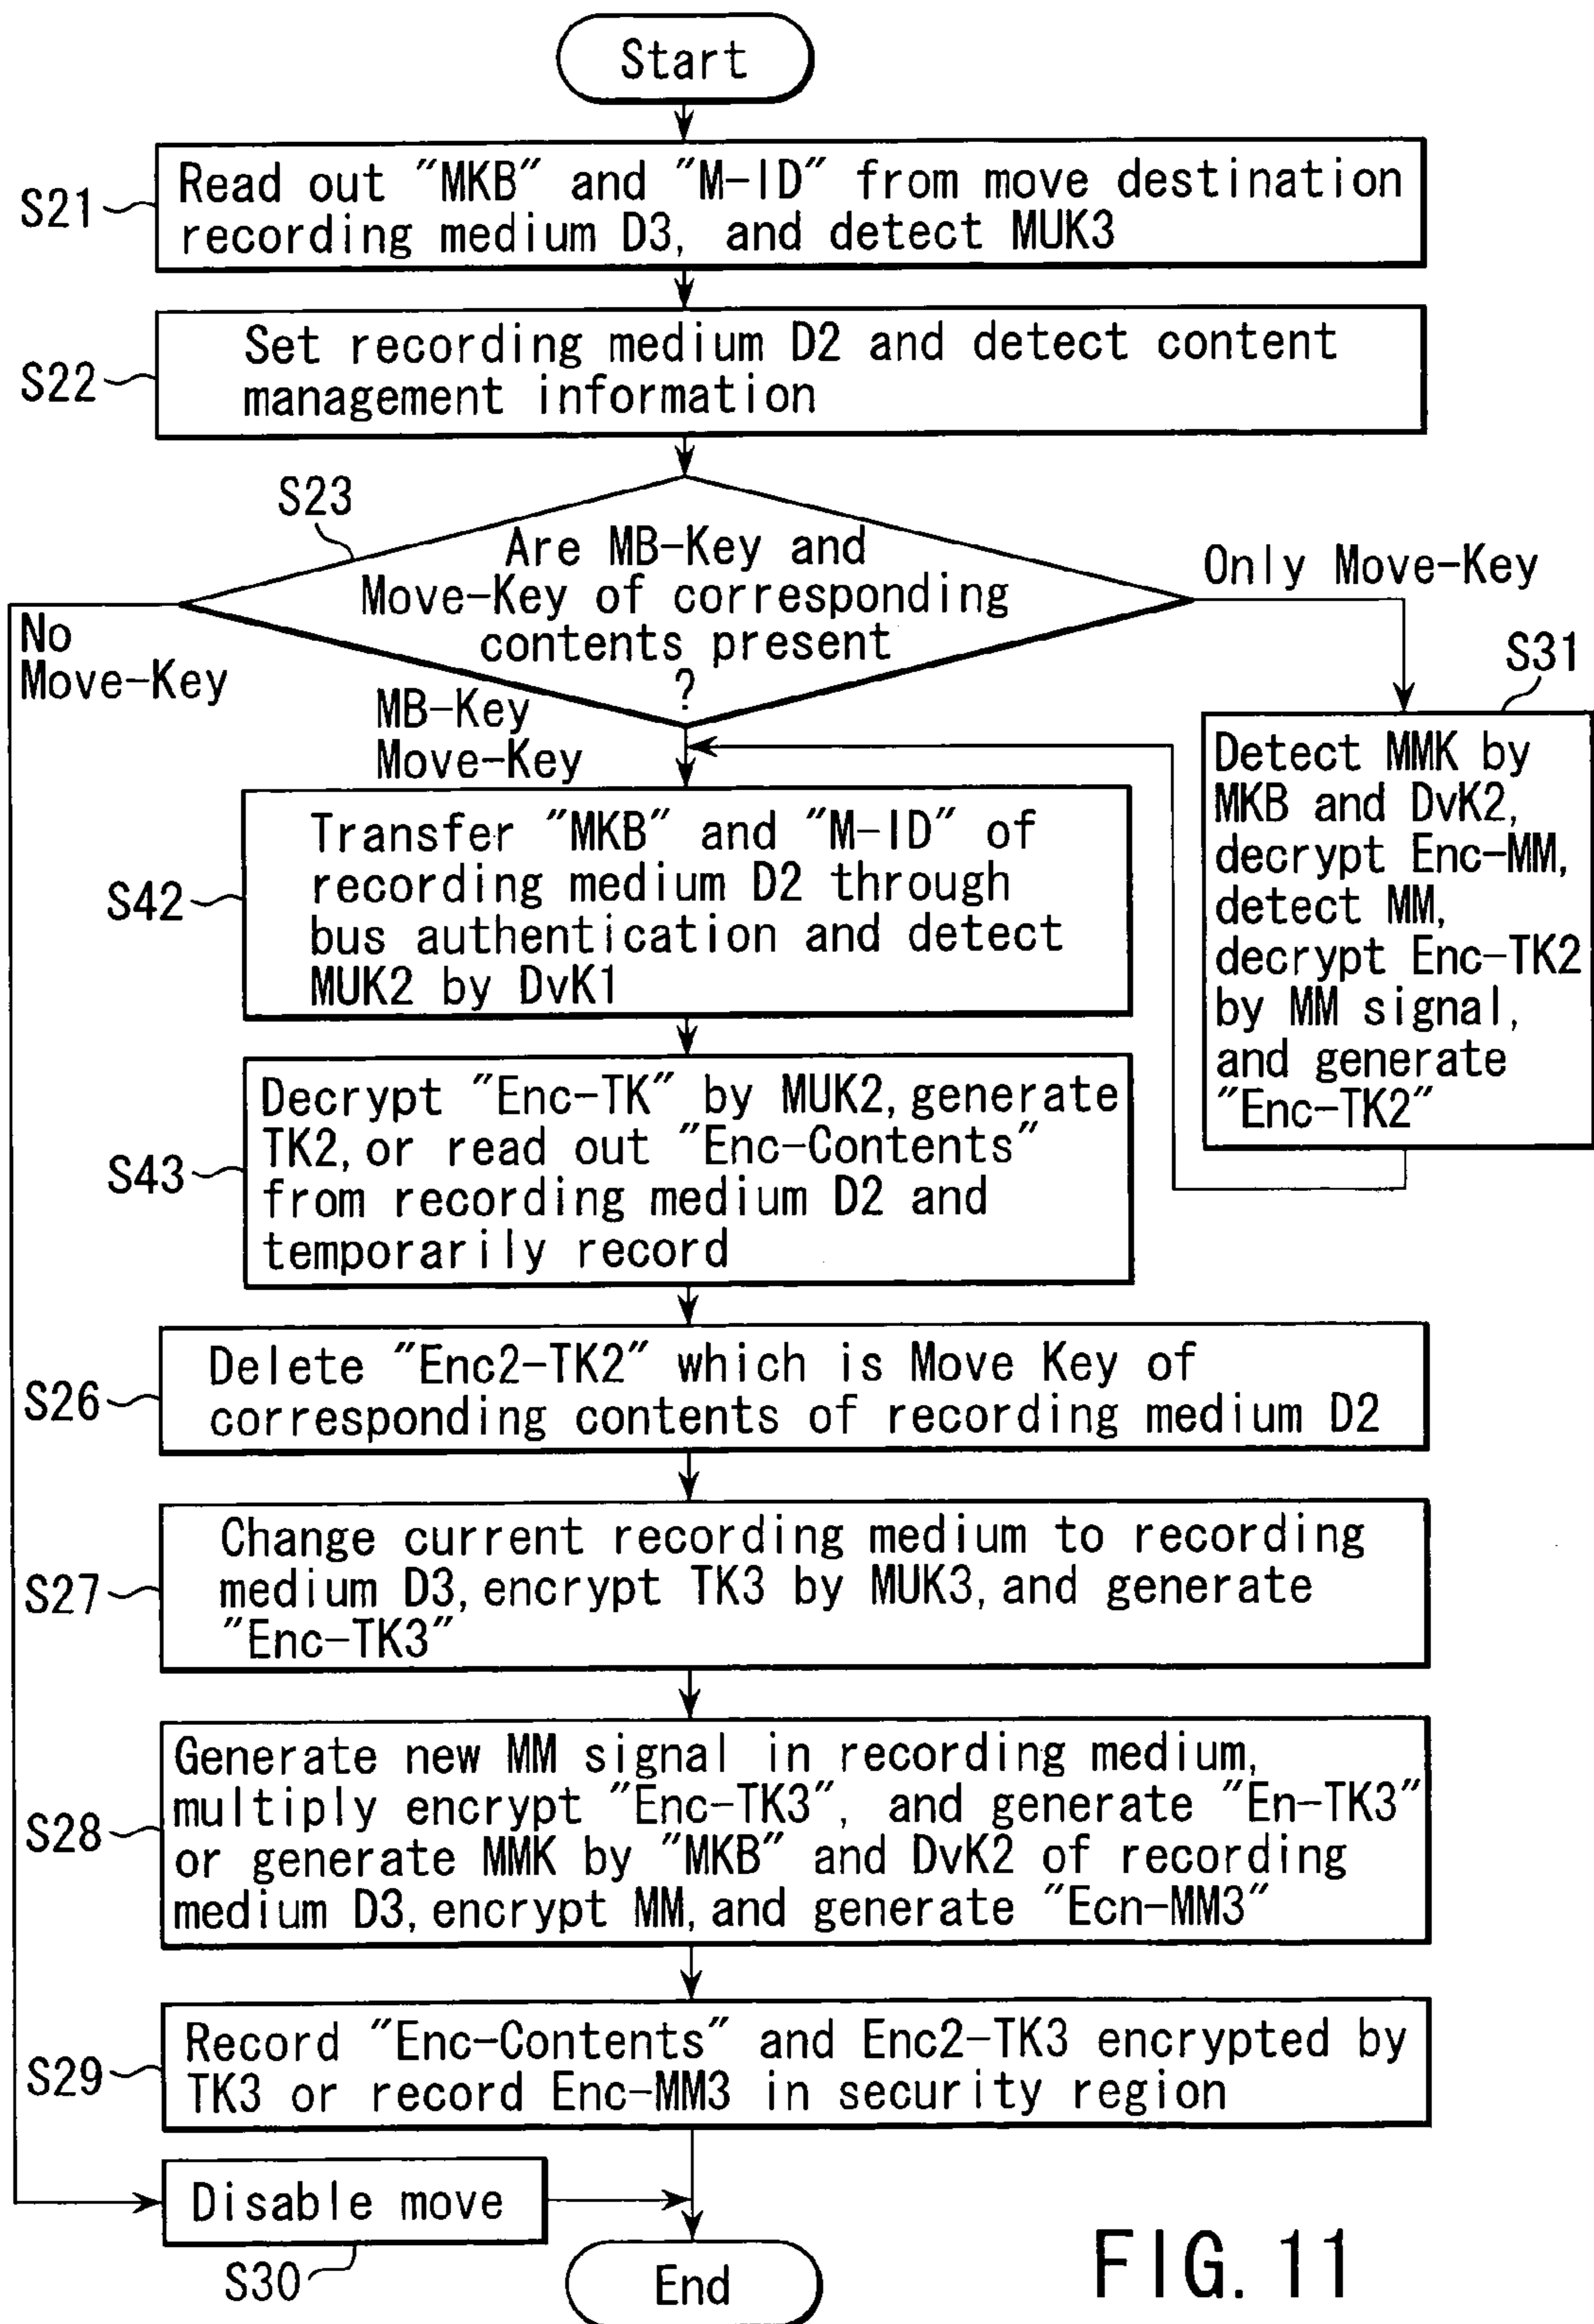 Start
S21
Read out "MKB" and "M-ID" from move destination
recording medium D3, and detect MUK3
S22
Set recording medium D2 and detect content
management information
S23
Are MB-Key and
Move-Key of corresponding
contents present
?
Only Move-Key
No
Move-Key
MB-Key
Move-Key
S31
Detect MMK by
MKB and DvK2,
decrypt Enc-MM,
detect MM,
decrypt Enc-TK2
by MM signal,
and generate
"Enc-TK2"
S42
Transfer "MKB" and "M-ID" of
recording medium D2 through
bus authentication and detect
MUK2 by DvK1
S43
Decrypt "Enc-TK" by MUK2, generate
TK2, or read out "Enc-Contents"
from recording medium D2 and
temporarily record
S26
Delete "Enc2-TK2" which is Move Key of
corresponding contents of recording medium D2
S27
Change current recording medium to recording
medium D3, encrypt TK3 by MUK3, and generate
"Enc-TK3"
S28
Generate new MM signal in recording medium,
multiply encrypt "Enc-TK3", and generate "En-TK3"
or generate MMK by "MKB" and DvK2 of recording
medium D3, encrypt MM, and generate "Ecn-MM3"
S29
Record "Enc-Contents" and Enc2-TK3 encrypted by
TK3 or record Enc-MM3 in security region
Disable move
S30
End
FIG. 11